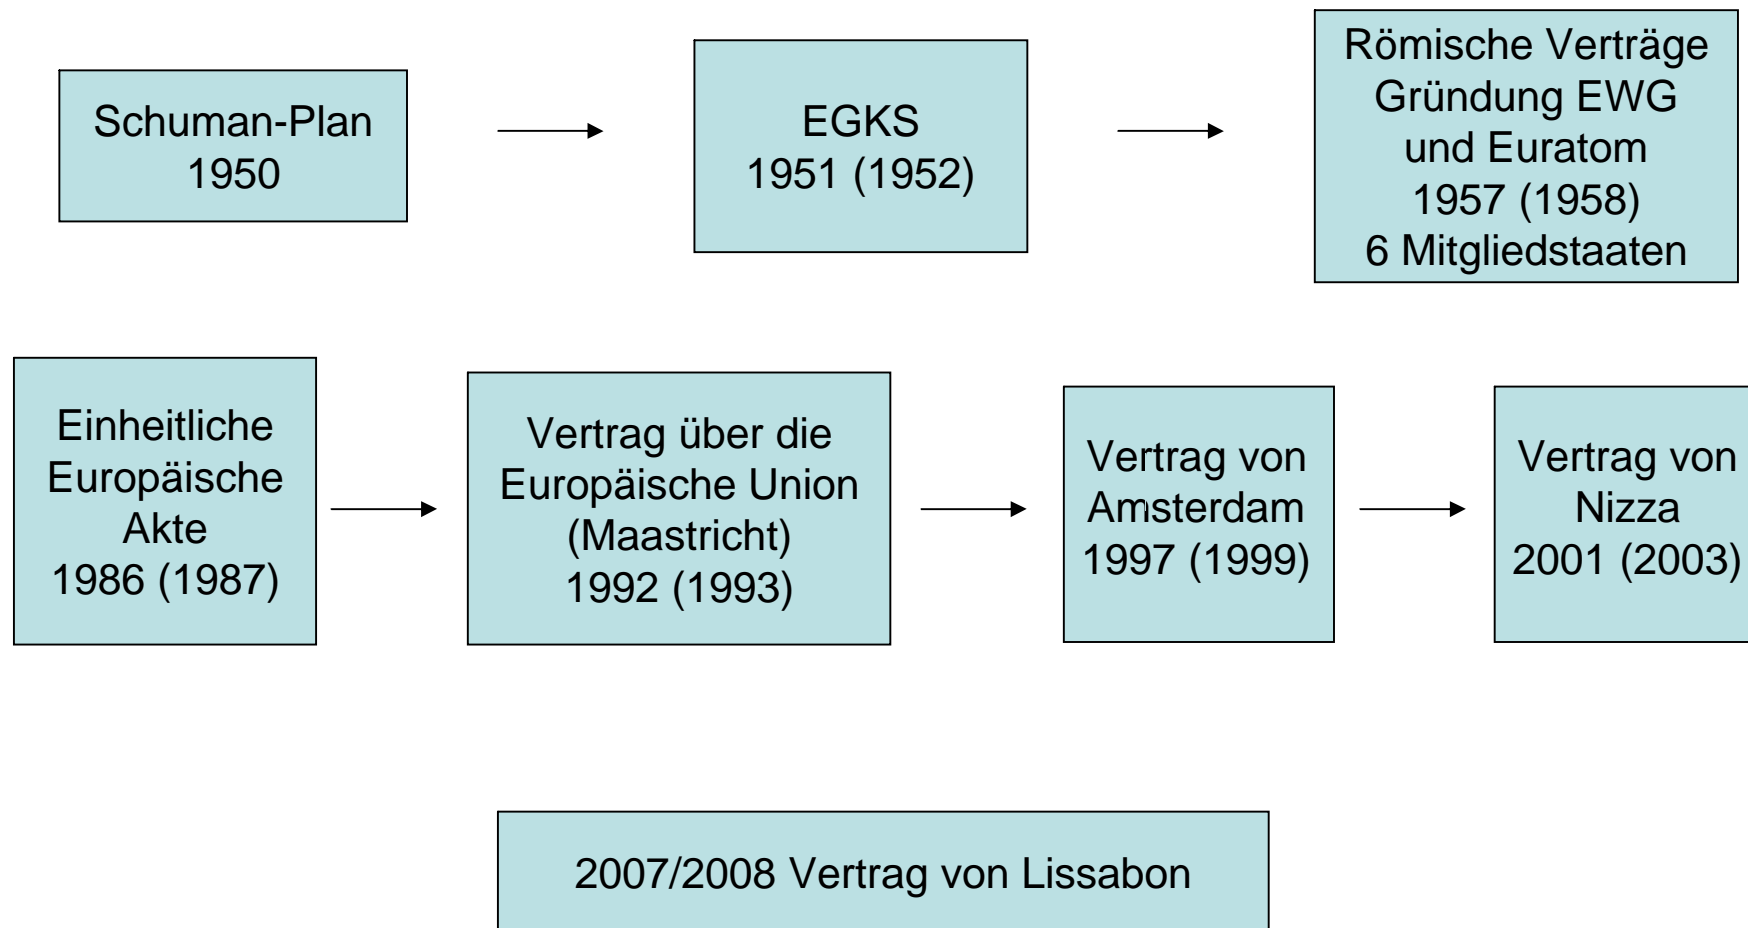 Schuman-Plan
1950
EGKS
1951 (1952)
Römische Verträge
Gründung EWG
und Euratom
1957 (1958)
6 Mitgliedstaaten
Einheitliche
Europäische
Akte
1986 (1987)
Vertrag über die
Europäische Union
(Maastricht)
1992 (1993)
Vertrag von
Amsterdam
1997 (1999)
Vertrag von
Nizza
2001 (2003)
2007/2008 Vertrag von Lissabon